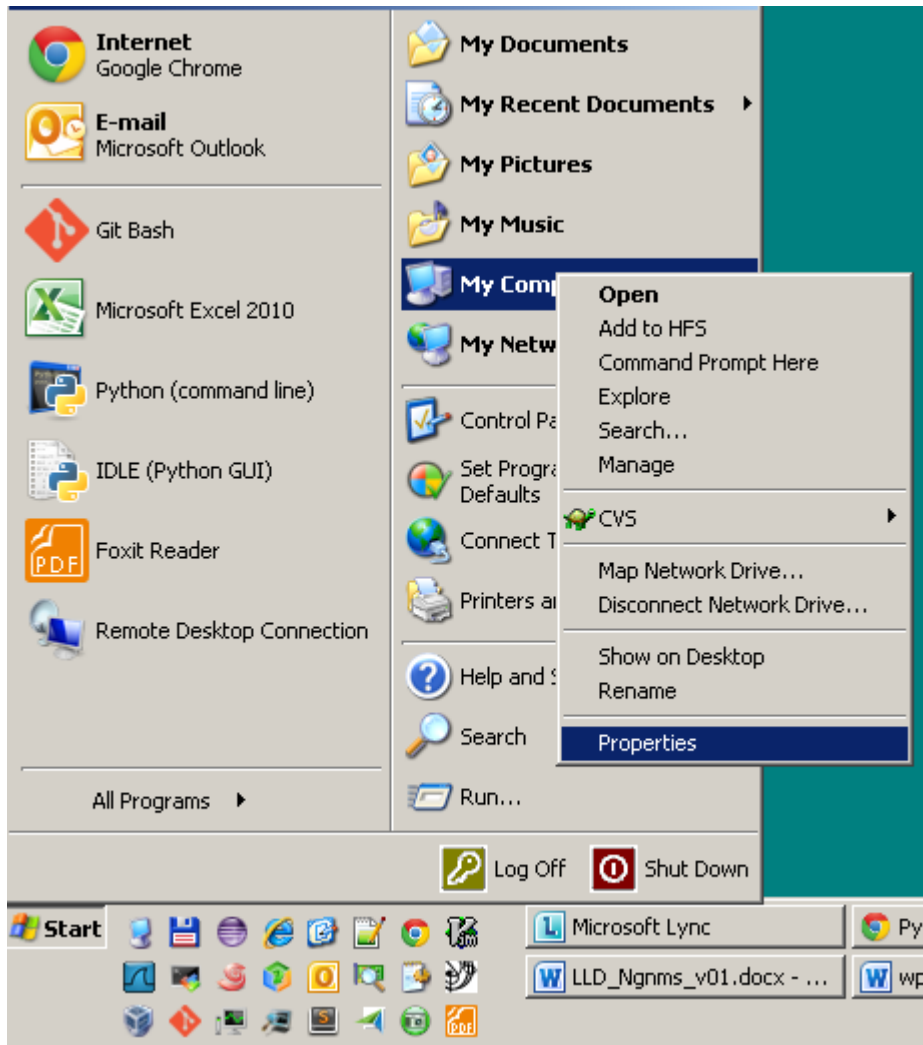 Internet
Google Chrome
E-mail
Microsoft Outlook
Git Bash
Microsoft Excel 2010
Python (command line)
IDLE (Python GUI)
Foxit Reader
PDF
Remote Desktop Connection
All Programs
My Documents
My Recent Documents
My Pictures
My Music
My Comp
My Netw
Control Pa
Set Progra
Defaults
Connect T
Printers ar
Help and S
Search
Run...
Open
Add to HFS
Command Prompt Here
Explore
Search...
Manage
CVS
Map Network Drive...
Disconnect Network Drive...
Show on Desktop
Rename
Properties
Log Off
Shut Down
Start
Microsoft Lync
Py
LLD_Ngnms_v01.docx - ...
wp